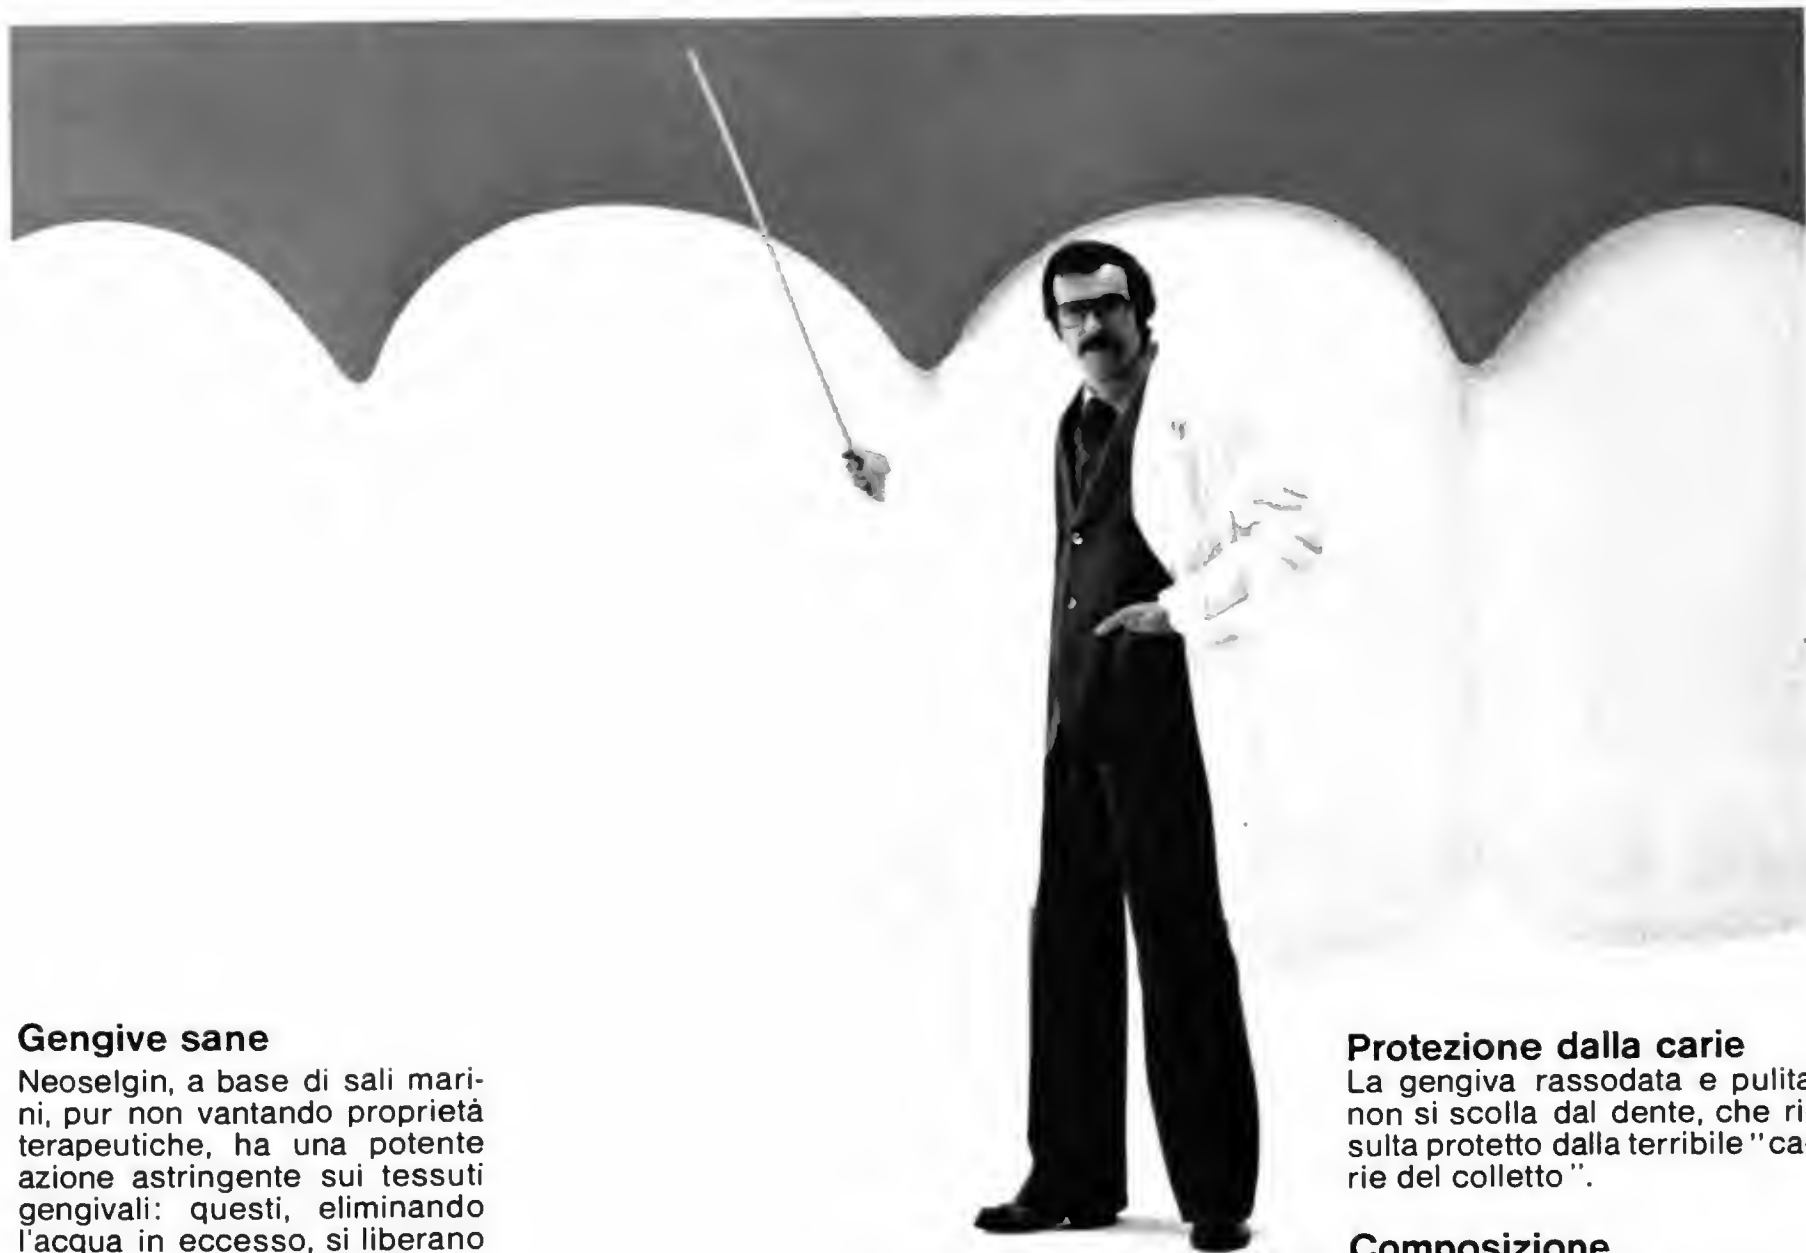 Gengive sane
Neoselgin, a base di sali mari-
ni, pur non vantando proprietà
terapeutiche, ha una potente
azione astringente sui tessuti
gengivali: questi, eliminando
l'acqua in eccesso, si liberano
Protezione dalla carie
La gengiva rassodata e pulita
non si scolla dal dente, che ri
sulta protetto dalla terribile "ca-
rie del colletto".
Composizione